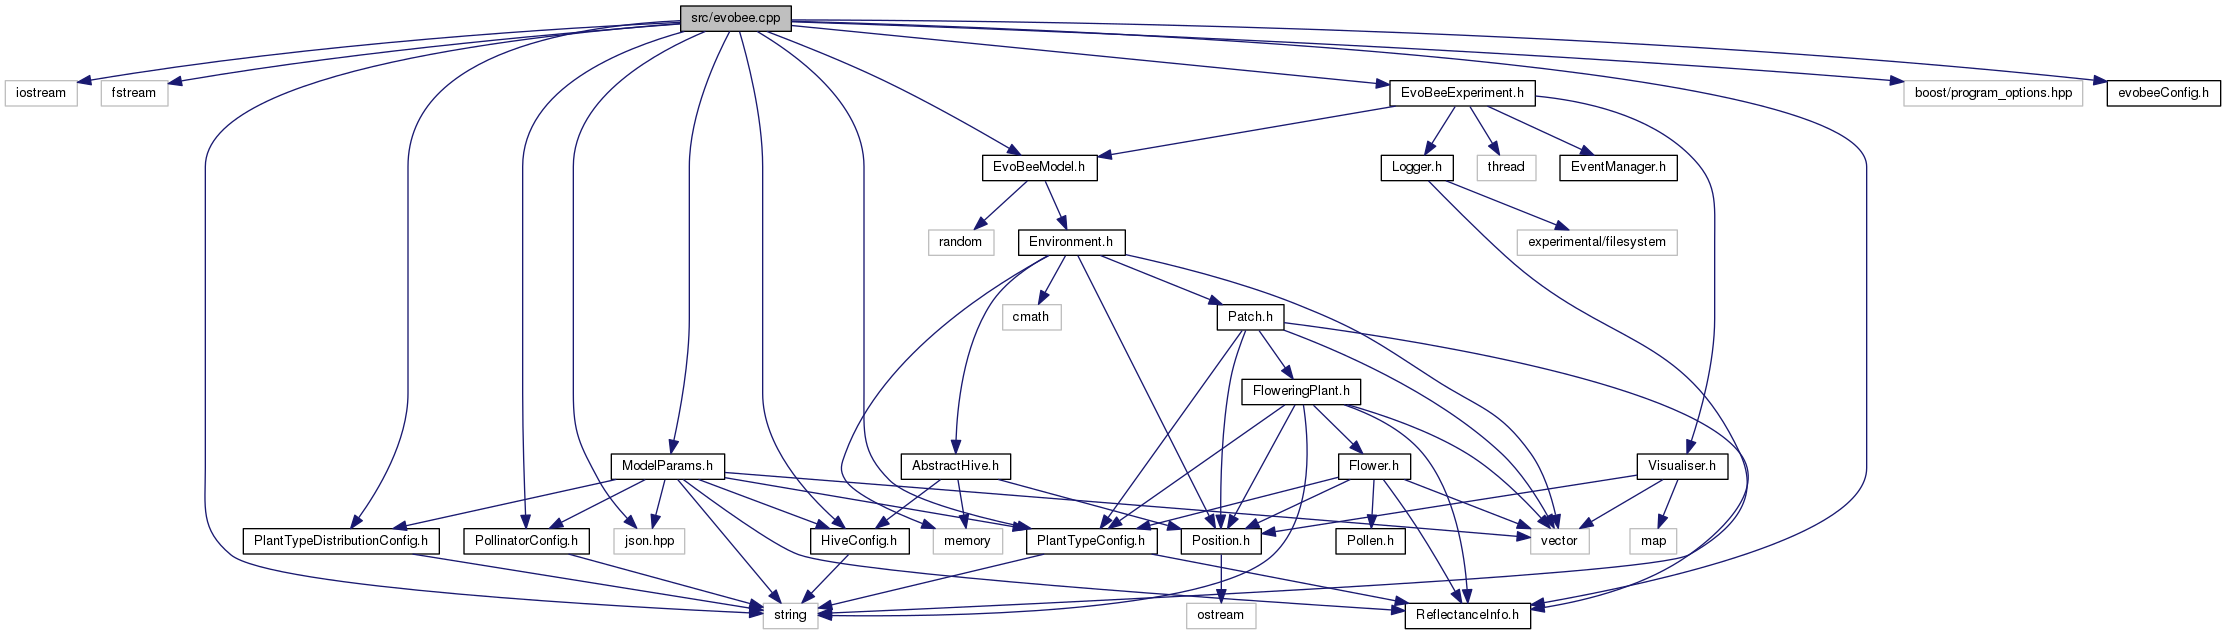 src/evobee.cpp
iostream
fstream
EvoBeeExperiment.h
boost/program_options.hpp
evobeeConfig.h
EvoBeeModel.h
Logger.h
thread
EventManager.h
random
Environment.h
experimental/filesystem
cmath
Patch.h
FloweringPlant.h
ModelParams.h
AbstractHive.h
Flower.h
Visualiser.h
PlantTypeDistributionConfig.h
PollinatorConfig.h
json.hpp
HiveConfig.h
memory
PlantTypeConfig.h
Position.h
Pollen.h
vector
map
string
ostream
ReflectanceInfo.h